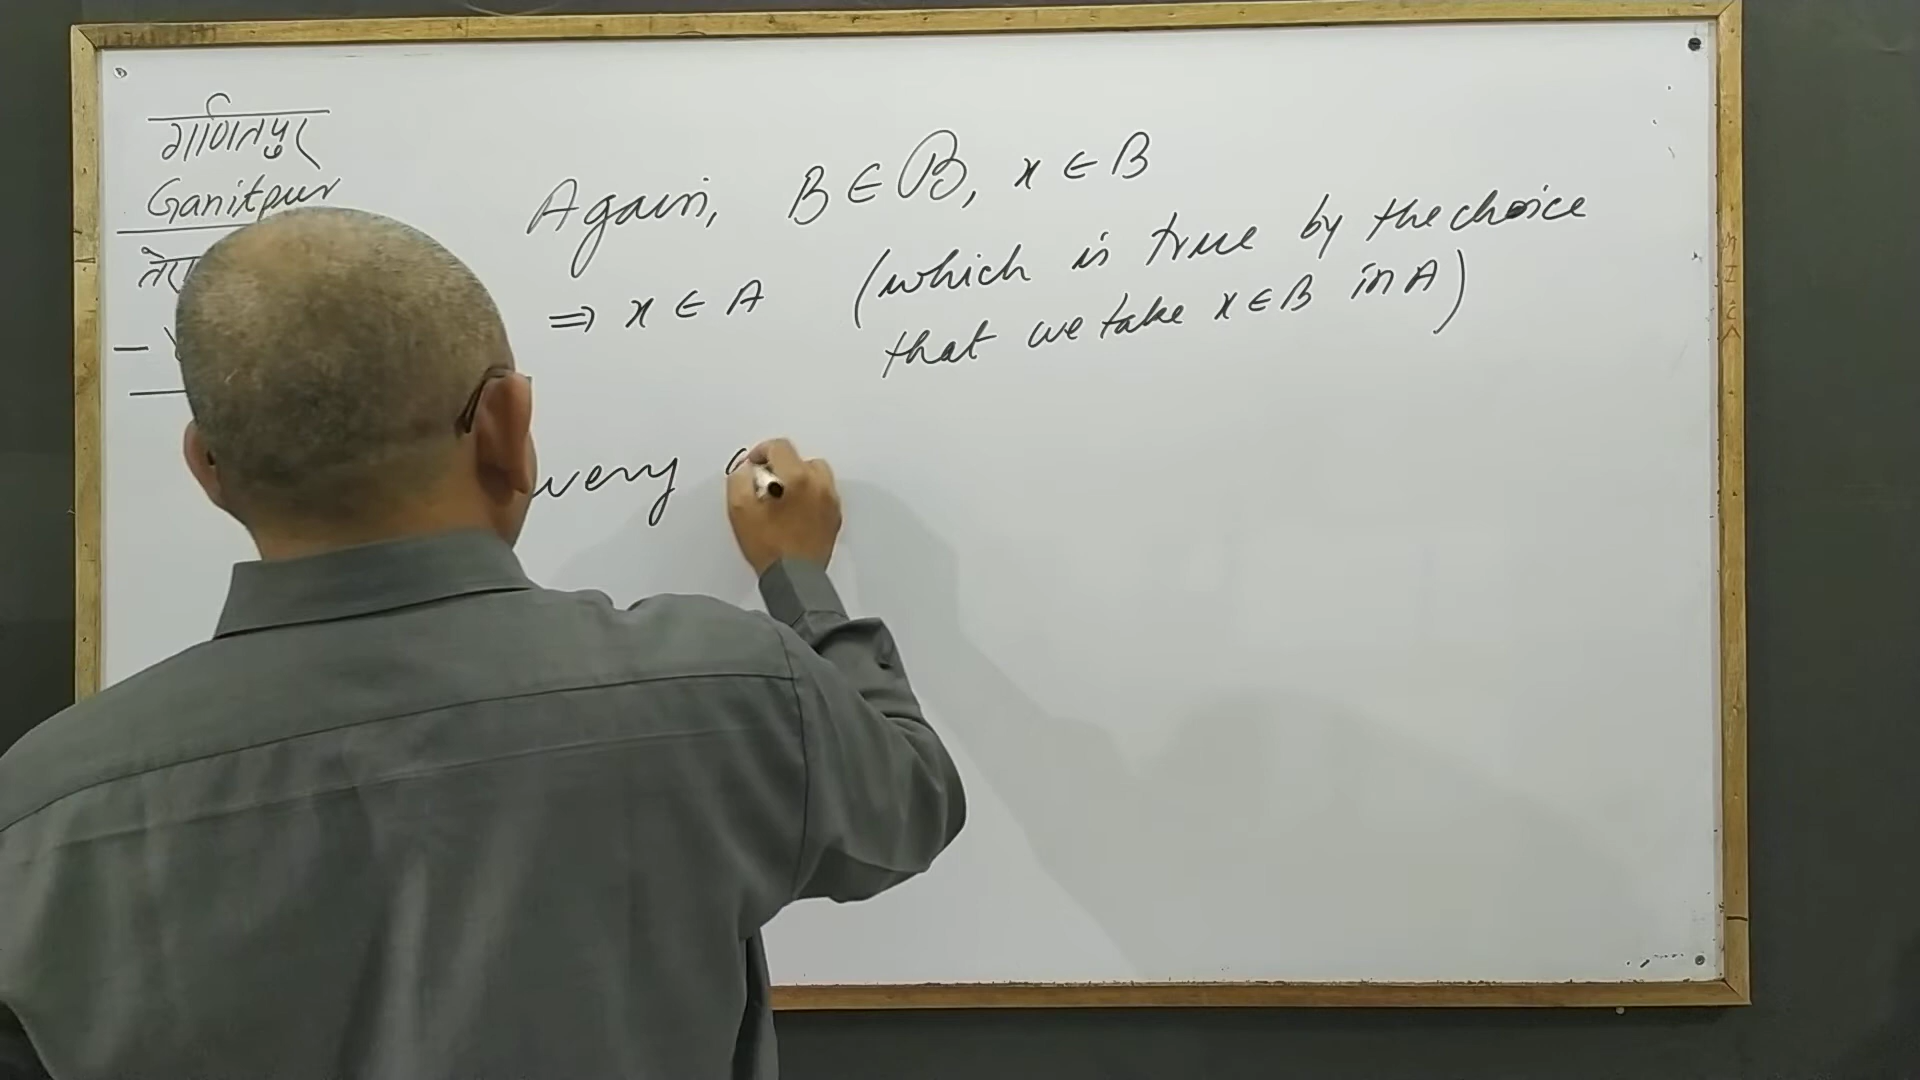 गणितपुर
Ganitpur
Again, B ∈ ℬ, x ∈ B
⇒ x ∈ A (which is true by the choice
that we take x ∈ B in A)
very